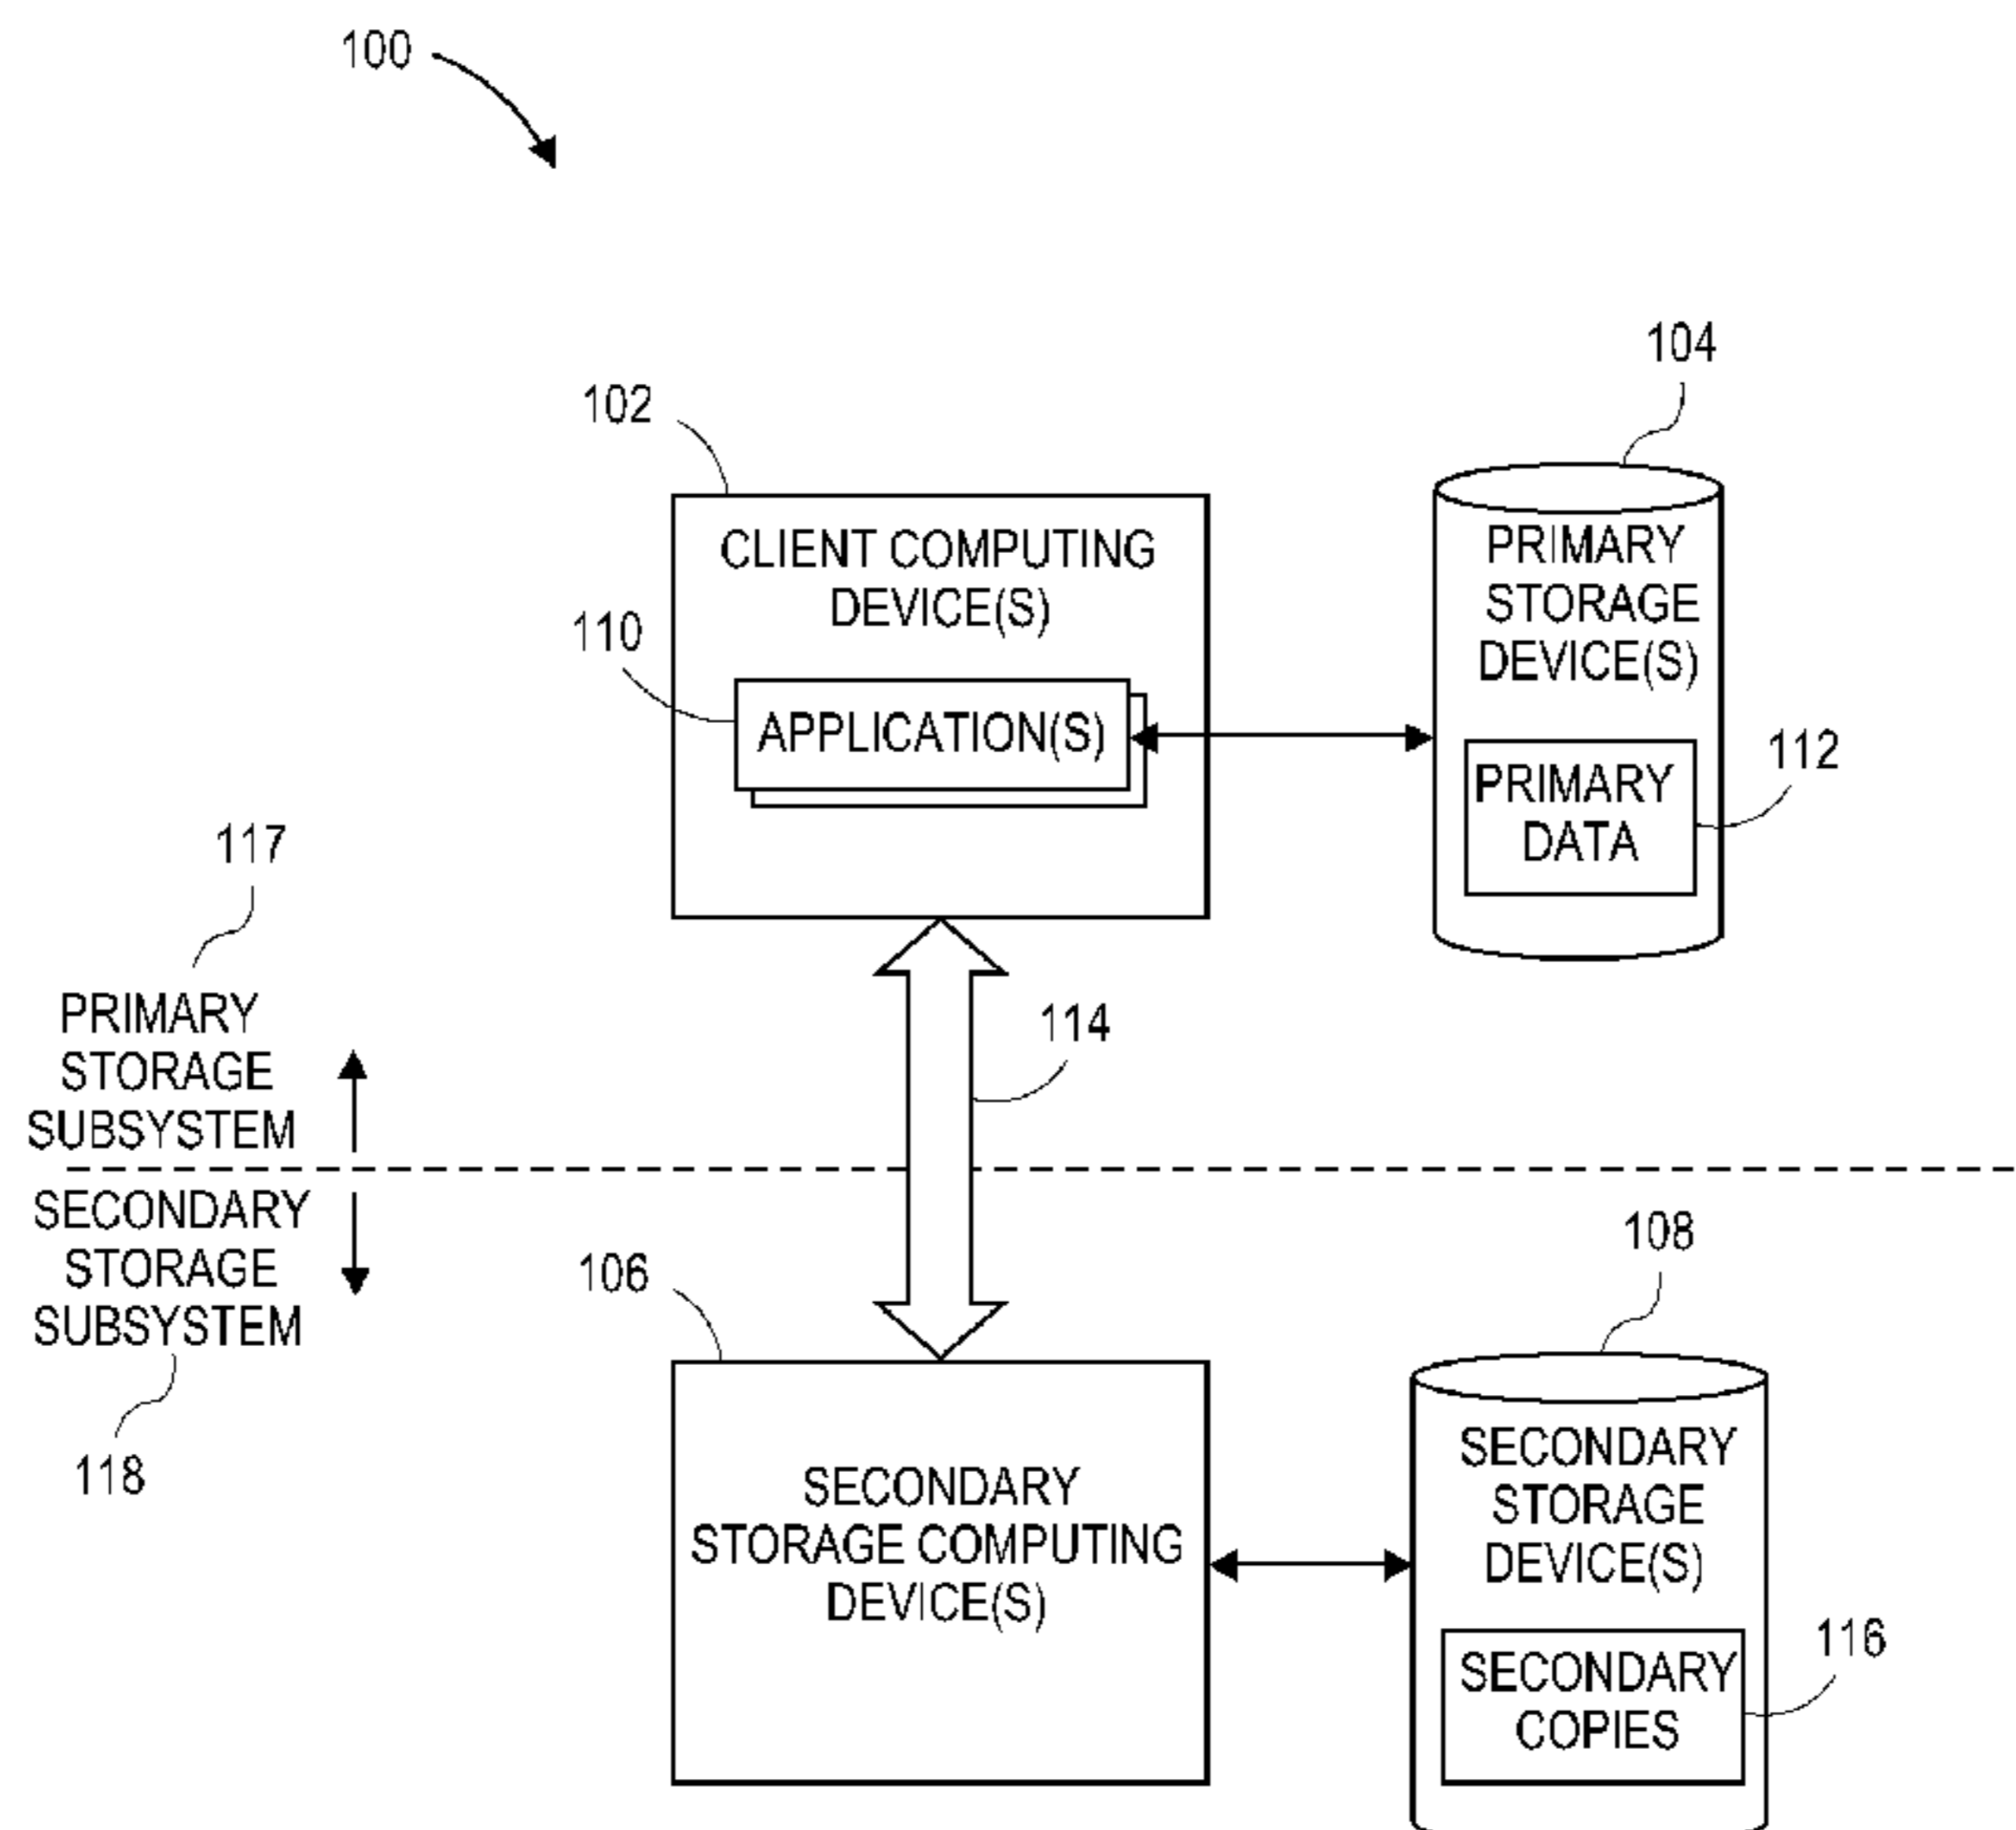 100
104
102
CLIENT COMPUTING
DEVICE(S)
PRIMARY
STORAGE
DEVICE(S)
110
APPLICATION(S)
112
PRIMARY
DATA
117
PRIMARY
STORAGE
SUBSYSTEM
114
SECONDARY
STORAGE
SUBSYSTEM
118
106
108
SECONDARY
STORAGE COMPUTING
DEVICE(S)
SECONDARY
STORAGE
DEVICE(S)
116
SECONDARY
COPIES